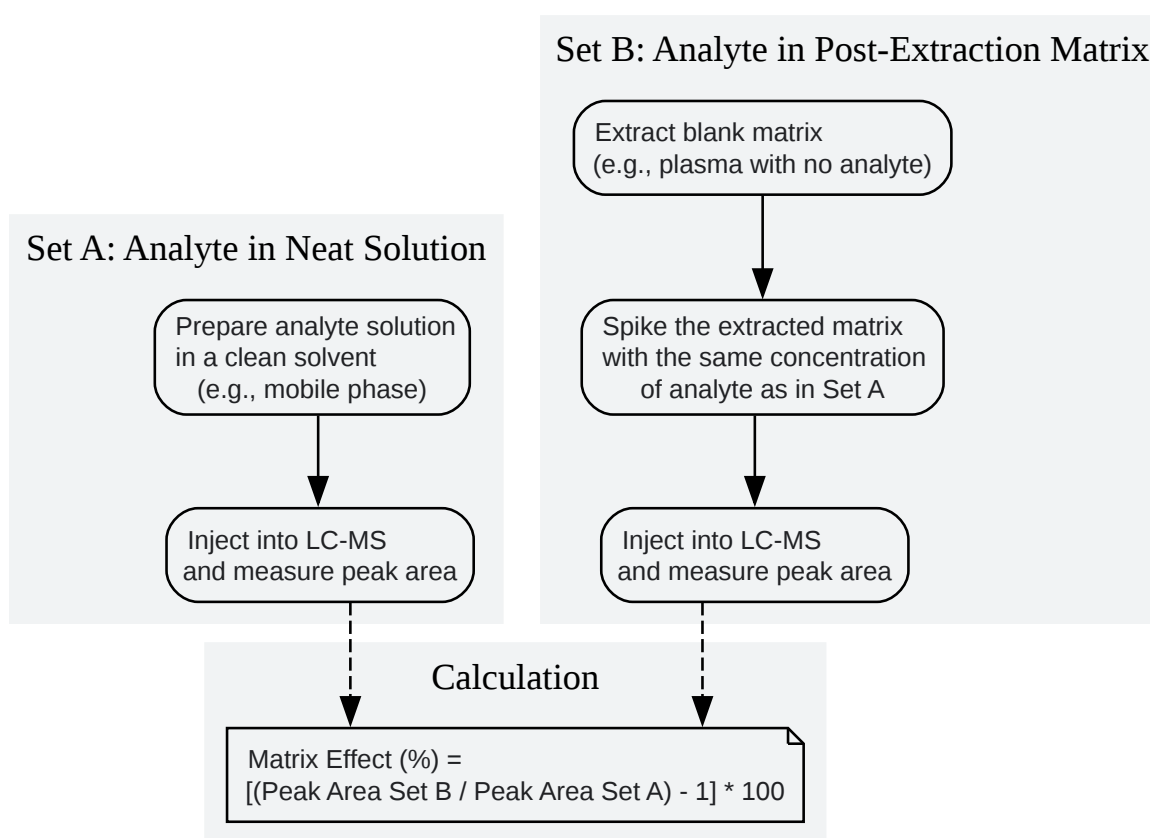 Set B: Analyte in Post-Extraction Matrix
Extract blank matrix
(e.g., plasma with no analyte)
Set A: Analyte in Neat Solution
Prepare analyte solution
in a clean solvent
(e.g., mobile phase)
Spike the extracted matrix
with the same concentration
of analyte as in Set A
Inject into LC-MS
and measure peak area
Inject into LC-MS
and measure peak area
Calculation
Matrix Effect (%) =
[(Peak Area Set B / Peak Area Set A) - 1] * 100